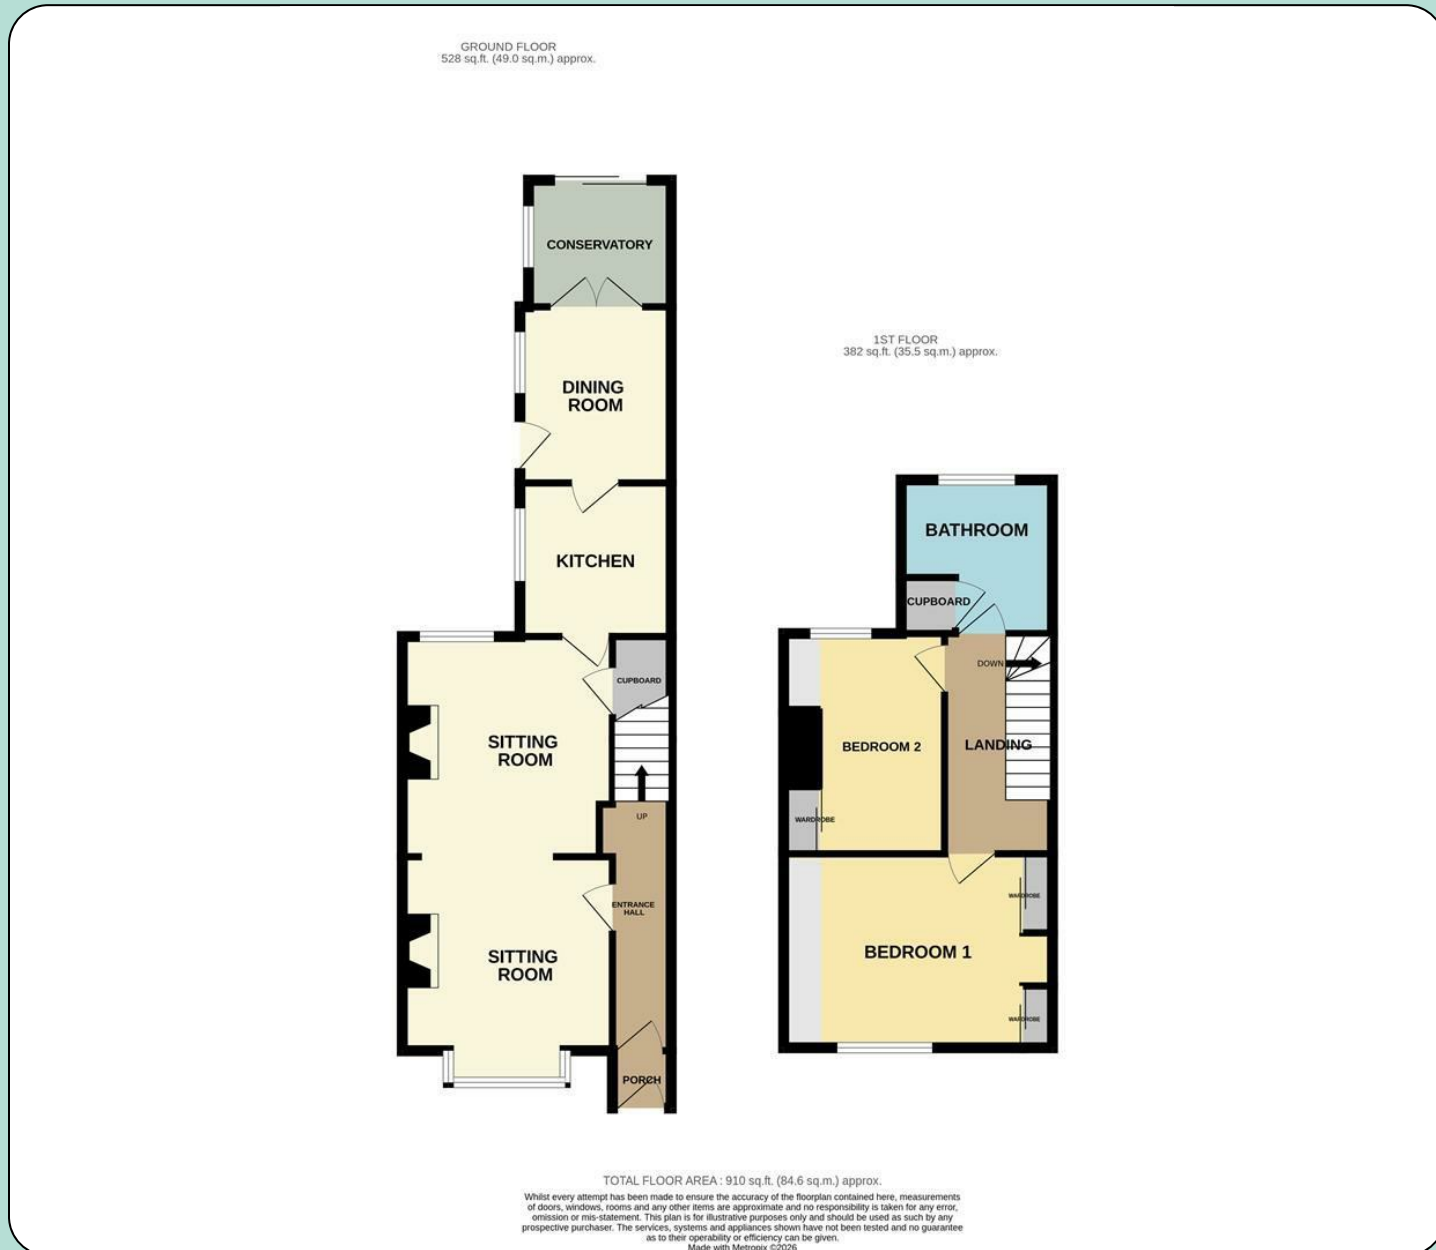 GROUND FLOOR
528 sq.ft. (49.0 sq.m.) approx.
CONSERVATORY
DINING
ROOM
KITCHEN
CUPBOARD
SITTING
ROOM
UP
ENTRANCE
HALL
SITTING
ROOM
PORCH
1ST FLOOR
382 sq.ft. (35.5 sq.m.) approx.
BATHROOM
CUPBOARD
DOWN
LANDING
BEDROOM 2
WARDROBE
WARDROBE
BEDROOM 1
WARDROBE
TOTAL FLOOR AREA : 910 sq.ft. (84.6 sq.m.) approx.
Whilst every attempt has been made to ensure the accuracy of the floorplan contained here, measurements
of doors, windows, rooms and any other items are approximate and no responsibility is taken for any error,
omission or mis-statement. This plan is for illustrative purposes only and should be used as such by any
prospective purchaser. The services, systems and appliances shown have not been tested and no guarantee
as to their operability or efficiency can be given.
Made with Metropix ©2026